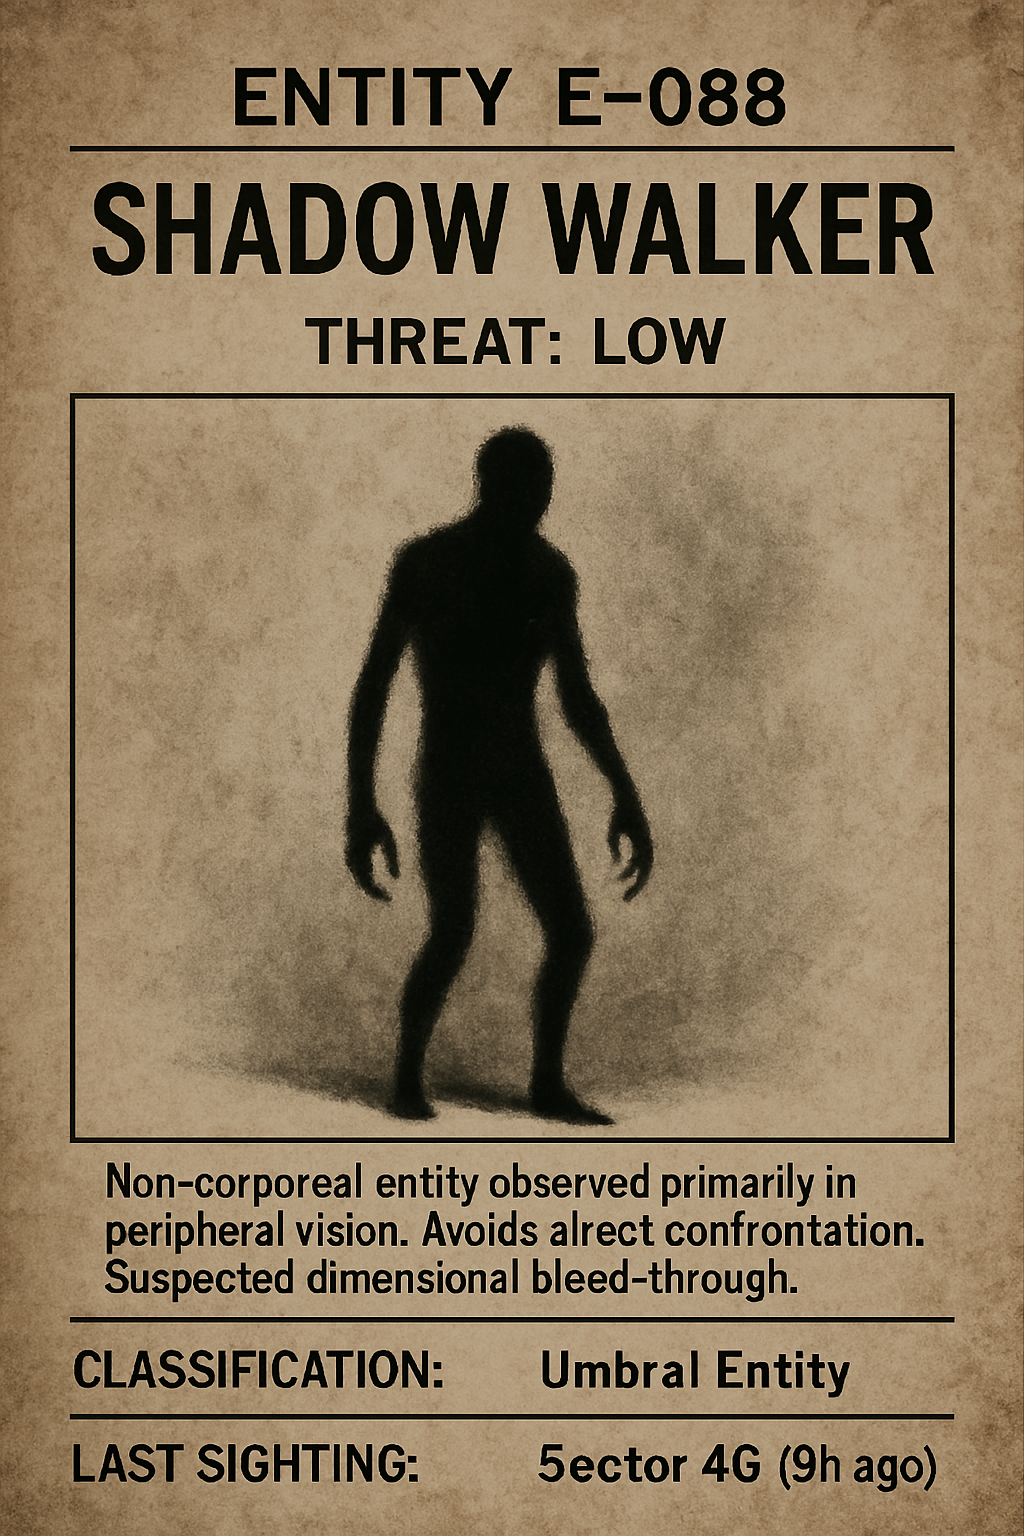 ENTITY E–088
SHADOW WALKER
THREAT: LOW
Non-corporeal entity observed primarily in
peripheral vision. Avoids alrect confrontation.
Suspected dimensional bleed-through.
CLASSIFICATION: Umbral Entity
LAST SIGHTING: 5ector 4G (9h ago)